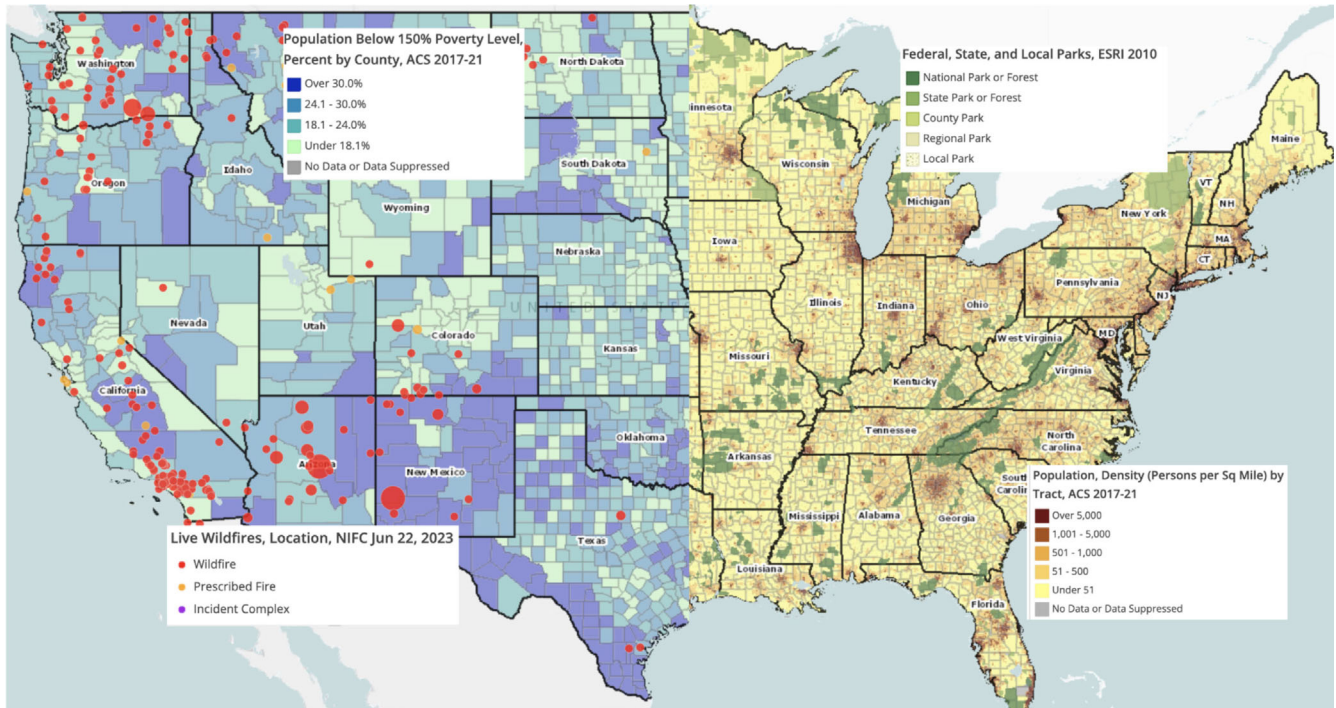 Population Below 150% Poverty Level,
Percent by County, ACS 2017-21
Over 30.0%
24.1 - 30.0%
18.1 - 24.0%
Under 18.1%
No Data or Data Suppressed
Federal, State, and Local Parks, ESRI 2010
National Park or Forest
State Park or Forest
County Park
Regional Park
Local Park
Washington
North Dakota
Oregon
Idaho
South Dakota
Wyoming
Nebraska
Nevada
Utah
Colorado
Kansas
California
Arizona
New Mexico
Oklahoma
Texas
innesota
Wisconsin
Michigan
Maine
VT
NH
New York
MA
CT
Iowa
Illinois
Indiana
Ohio
Pennsylvania
NJ
MD
Missouri
West Virginia
Virginia
Kentucky
Tennessee
North
Carolina
Arkansas
Mississippi
Alabama
Georgia
Louisiana
Florida
Live Wildfires, Location, NIFC Jun 22, 2023
Wildfire
Prescribed Fire
Incident Complex
Population, Density (Persons per Sq Mile) by
Tract, ACS 2017-21
Over 5,000
1,001 - 5,000
501 - 1,000
51 - 500
Under 51
No Data or Data Suppressed